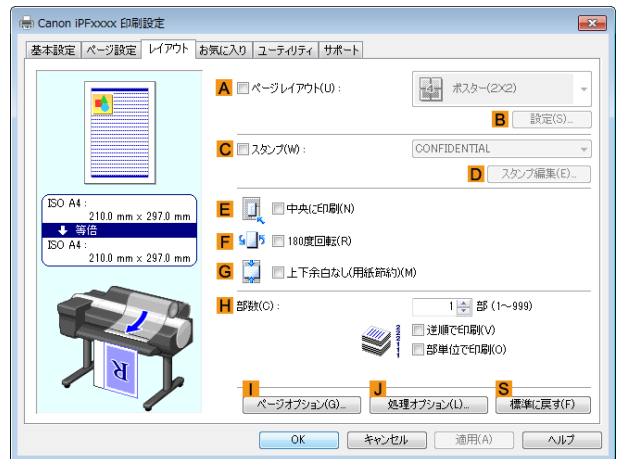 Canon iPFxxxx 印刷設定
基本設定 ページ設定 レイアウト お気に入り ユーティリティ サポート
A ページレイアウト(U) : 4 ポスター(2×2)
B 設定(S)...
C スタンプ(W) : CONFIDENTIAL
D スタンプ編集(E)...
ISO A4 :
210.0 mm × 297.0 mm
等倍
ISO A4 :
210.0 mm × 297.0 mm
E 中央に印刷(N)
F 180度回転(R)
G 上下余白なし(用紙節約)(M)
H 部数(C) : 1 部 (1～999)
逆順で印刷(V)
部単位で印刷(O)
I J S
ページオプション(G)... 処理オプション(L)... 標準に戻す(F)
OK キャンセル 適用(A) ヘルプ